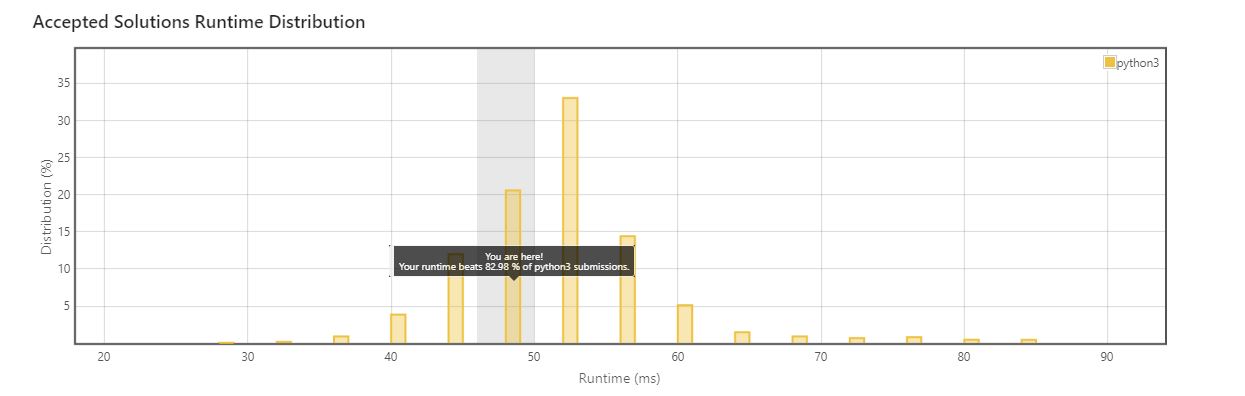 Accepted Solutions Runtime Distribution
python3
35
30
25
20
15
10
5
Distribution (%)
You are here!
Your runtime beats 82.98 % of python3 submissions.
20 30 40 50 60 70 80 90
Runtime (ms)